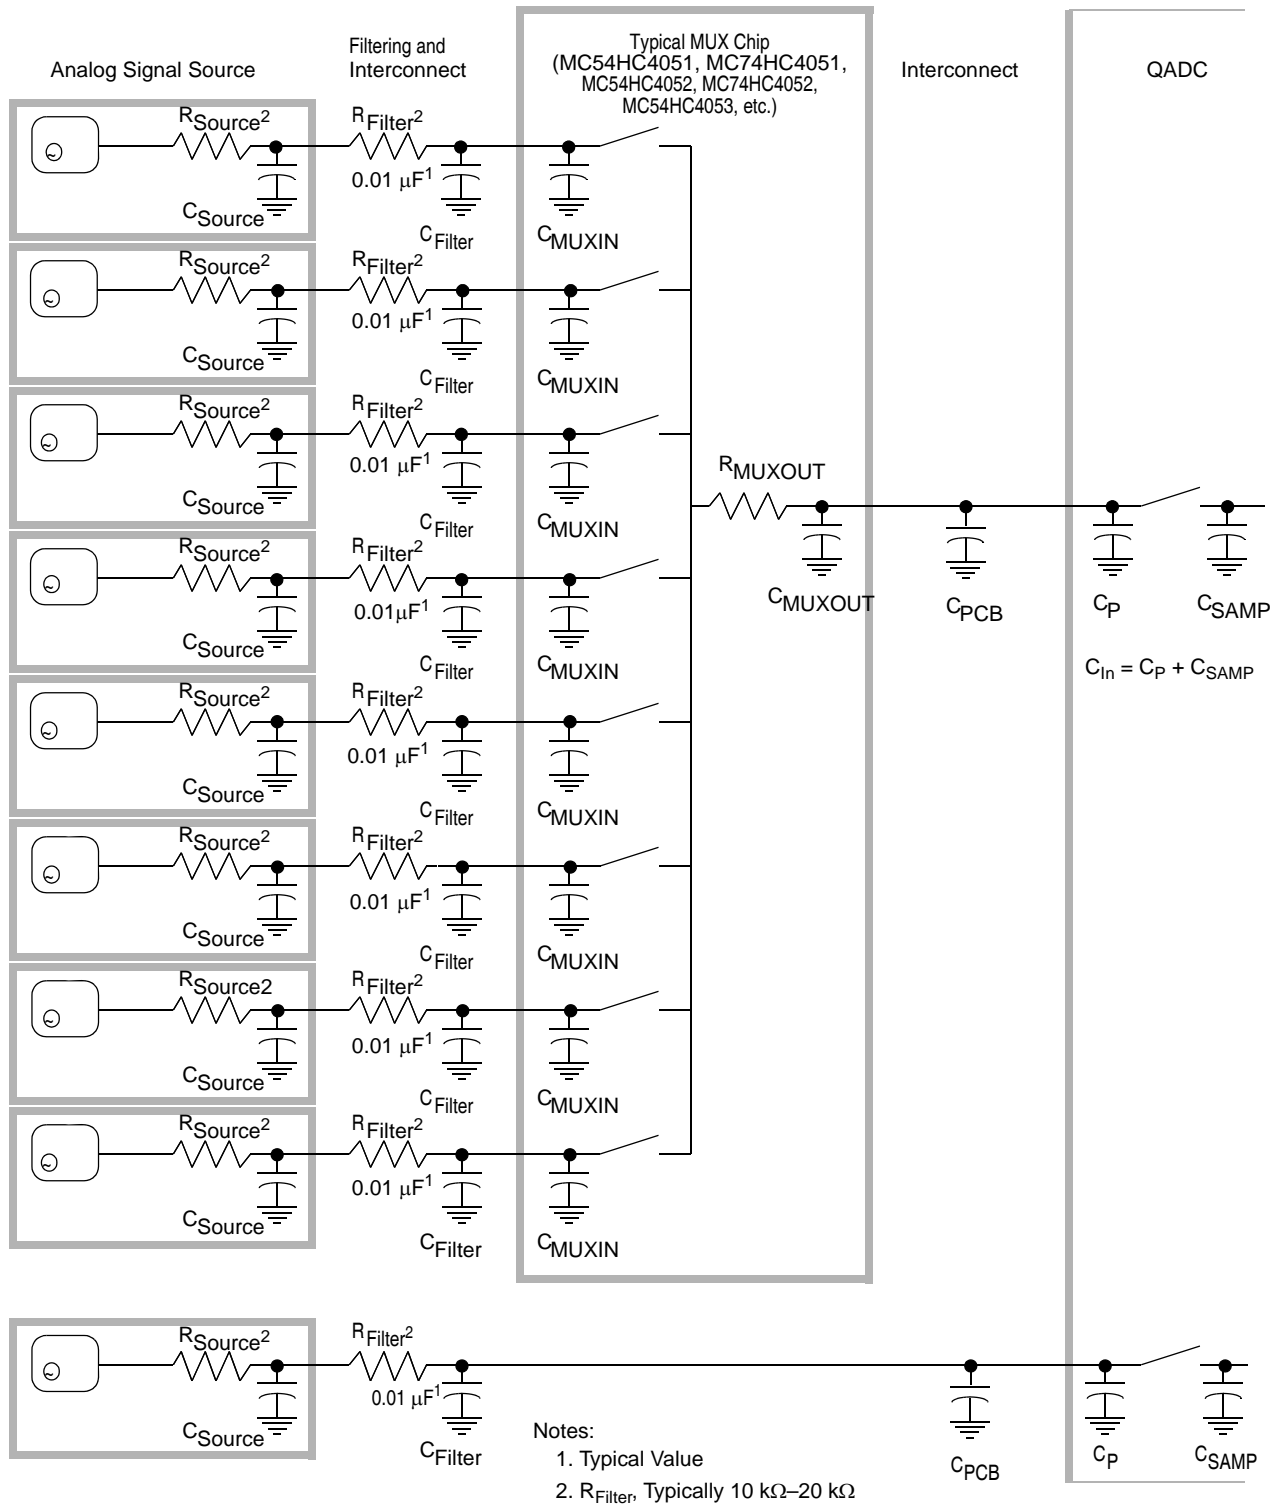 Filtering and
Interconnect
Analog Signal Source
Typical MUX Chip
(MC54HC4051, MC74HC4051,
MC54HC4052, MC74HC4052,
MC54HC4053, etc.)
Interconnect
QADC
RSource2
RFilter2
0.01 μF1
CSource
CFilter
CMUXIN
RSource2
RFilter2
0.01 μF1
CSource
CFilter
CMUXIN
RSource2
RFilter2
0.01 μF1
CSource
CFilter
CMUXIN
RMUXOUT
CMUXOUT
CPCB
CP
CSAMP
CIn = CP + CSAMP
RSource2
RFilter2
0.01μF1
CSource
CFilter
CMUXIN
RSource2
RFilter2
0.01 μF1
CSource
CFilter
CMUXIN
RSource2
RFilter2
0.01 μF1
CSource
CFilter
CMUXIN
RSource2
RFilter2
0.01 μF1
CSource
CFilter
CMUXIN
RSource2
RFilter2
0.01 μF1
CSource
CFilter
CMUXIN
RSource2
RFilter2
0.01 μF1
CSource
CFilter
CPCB
CP
CSAMP
Notes:
1. Typical Value
2. RFilter, Typically 10 kΩ–20 kΩ